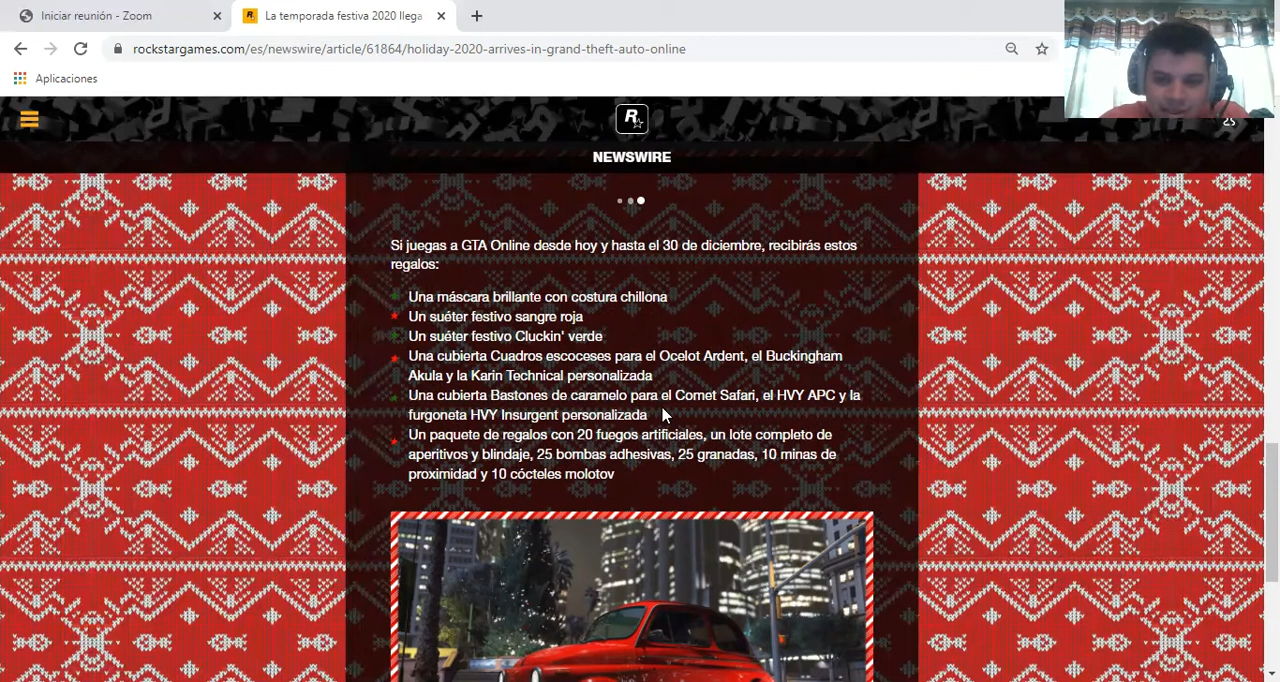 Iniciar reunión - Zoom
La temporada festiva 2020 llega
rockstargames.com/es/newswire/article/61864/holiday-2020-arrives-in-grand-theft-auto-online
Aplicaciones
R
NEWSWIRE
Si juegas a GTA Online desde hoy y hasta el 30 de diciembre, recibirás estos
regalos:
Una máscara brillante con costura chillona
Un suéter festivo sangre roja
Un suéter festivo Cluckin' verde
Una cubierta Cuadros escoceses para el Ocelot Ardent, el Buckingham
Akula y la Karin Technical personalizada
Una cubierta Bastones de caramelo para el Comet Safari, el HVY APC y la
furgoneta HVY Insurgent personalizada
Un paquete de regalos con 20 fuegos artificiales, un lote completo de
aperitivos y blindaje, 25 bombas adhesivas, 25 granadas, 10 minas de
proximidad y 10 cócteles molotov